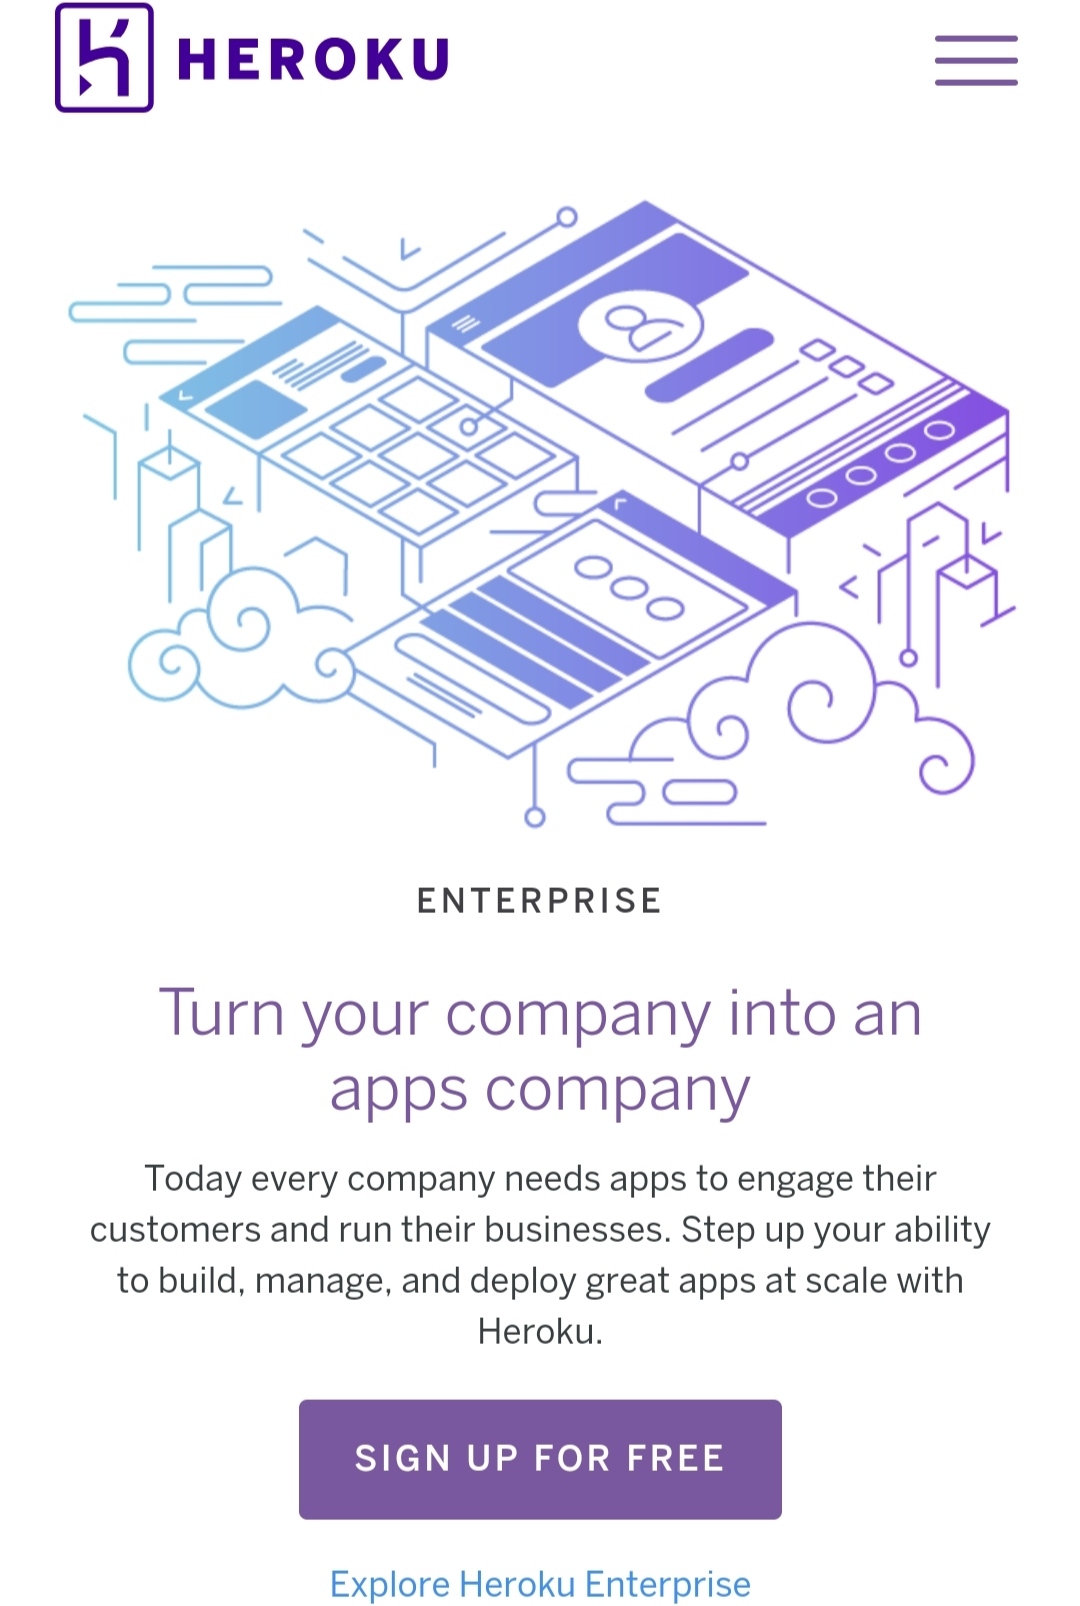 HEROKU
ENTERPRISE
Turn your company into an
apps company
Today every company needs apps to engage their
customers and run their businesses. Step up your ability
to build, manage, and deploy great apps at scale with
Heroku.
SIGN UP FOR FREE
Explore Heroku Enterprise